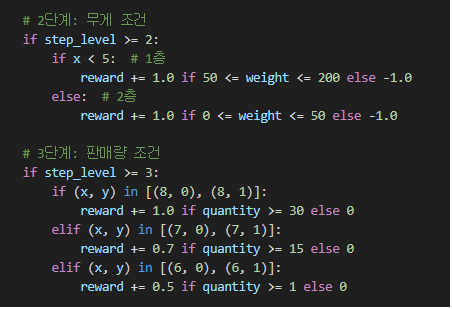 # 2단계: 무게 조건
if step_level >= 2:
    if x < 5:  # 1층
        reward += 1.0 if 50 <= weight <= 200 else -1.0
    else:  # 2층
        reward += 1.0 if 0 <= weight <= 50 else -1.0

# 3단계: 판매량 조건
if step_level >= 3:
    if (x, y) in [(8, 0), (8, 1)]:
        reward += 1.0 if quantity >= 30 else 0
    elif (x, y) in [(7, 0), (7, 1)]:
        reward += 0.7 if quantity >= 15 else 0
    elif (x, y) in [(6, 0), (6, 1)]:
        reward += 0.5 if quantity >= 1 else 0